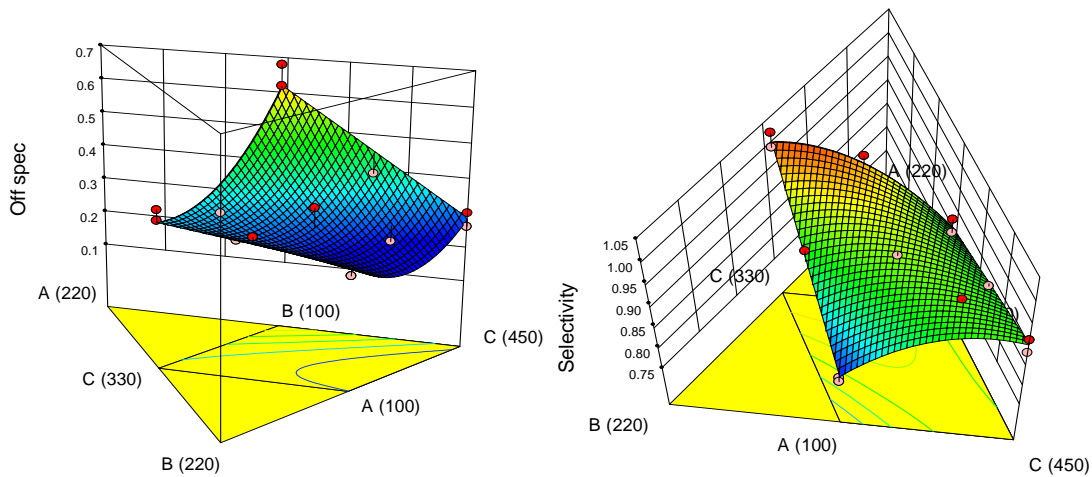 0.7
0.6
0.5
0.4
0.3
0.2
0.1
Off spec
A (220)
B (100)
C (450)
C (330)
A (100)
B (220)
A (220)
C (330)
1.05
1.00
0.95
0.90
0.85
0.80
0.75
Selectivity
B (220)
A (100)
C (450)